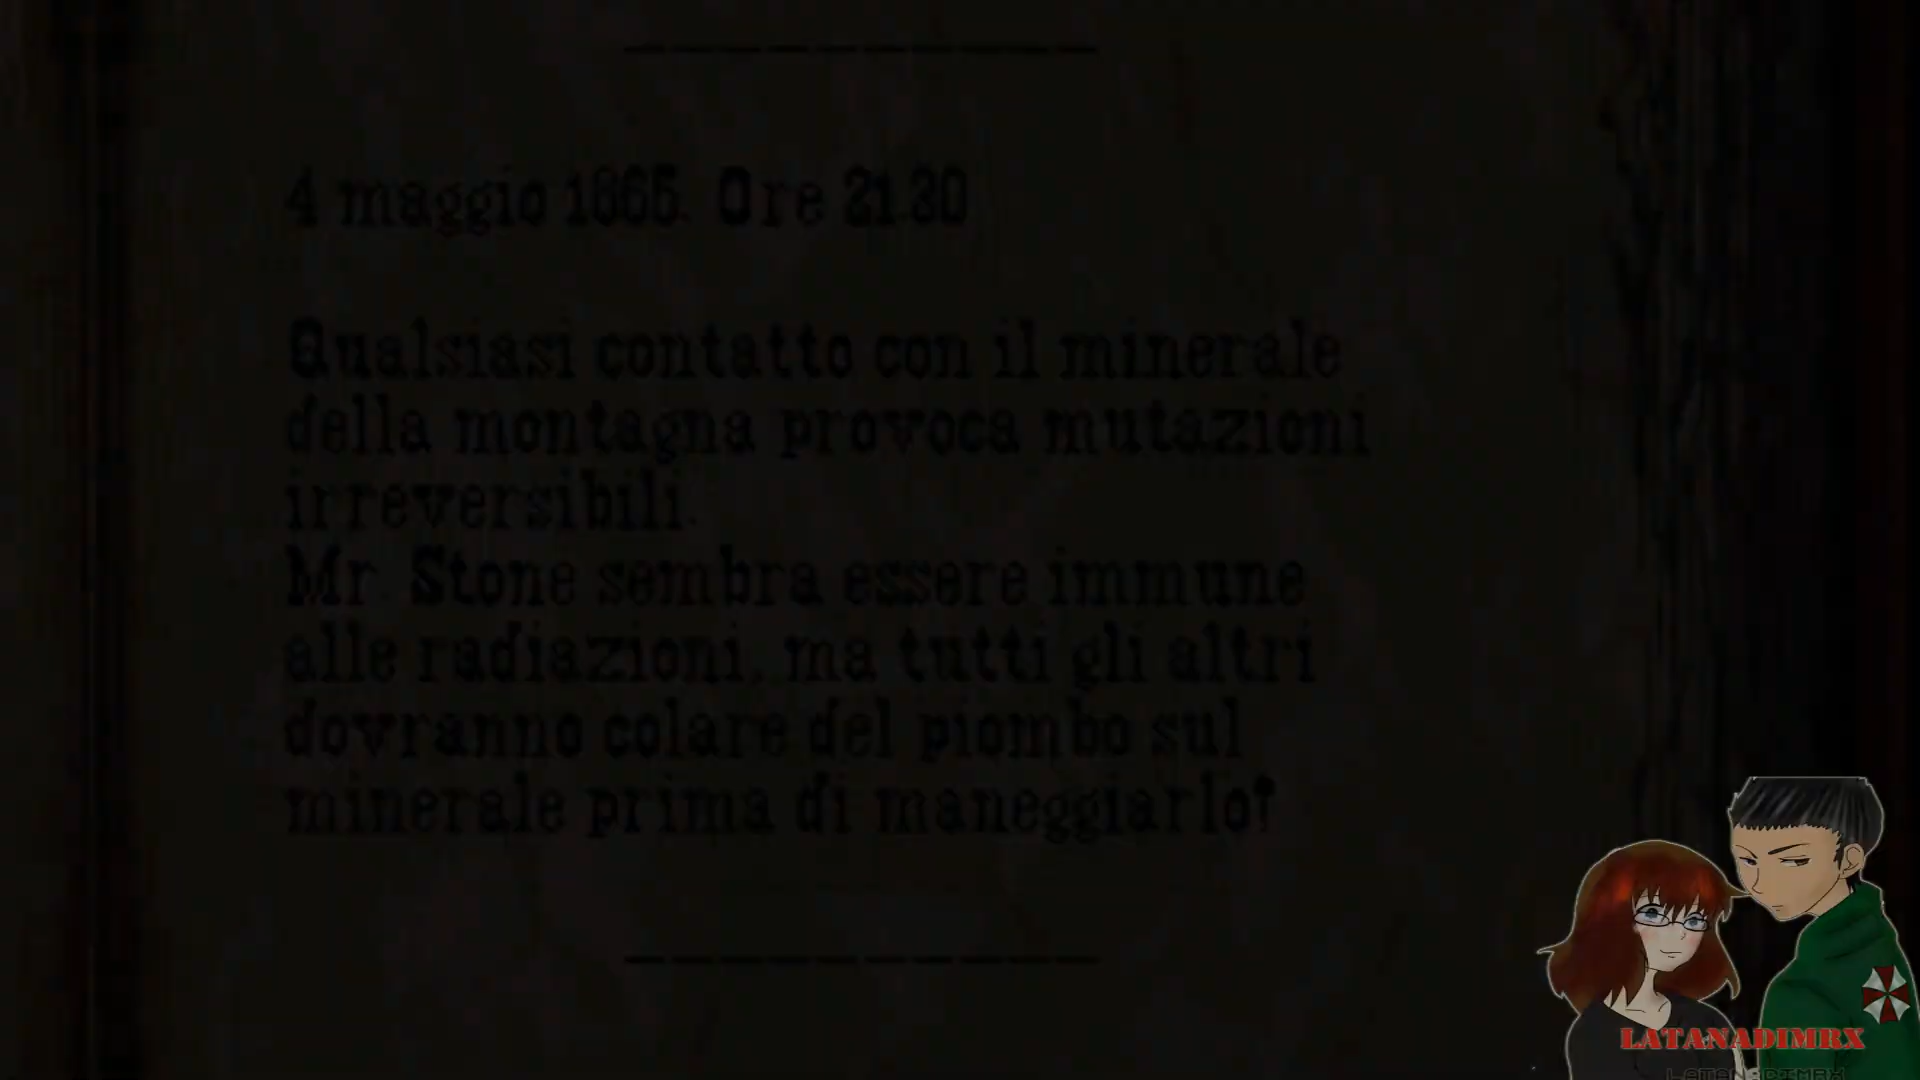 4 maggio 1865. Ore 21.30
Qualsiasi contatto con il minerale
della montagna provoca mutazioni
irreversibili.
Mr. Stone sembra essere immune
alle radiazioni, ma tutti gli altri
dovranno colare del piombo sul
minerale prima di maneggiarlo!
LATANADIMRX
LATANADIMRX